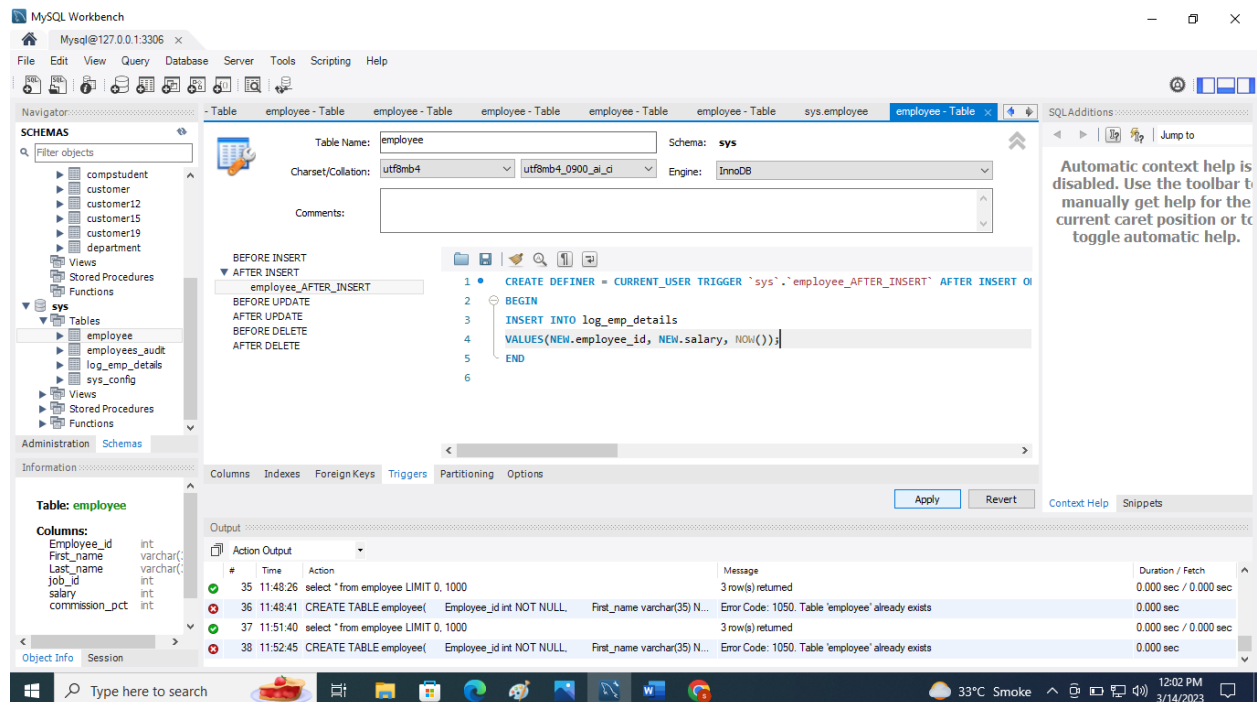 MySQL Workbench
Mysql@127.0.0.1:3306
File Edit View Query Database Server Tools Scripting Help
Navigator
SCHEMAS
Filter objects
compstudent
customer
customer12
customer15
customer19
department
Views
Stored Procedures
Functions
sys
Tables
employee
employees_audit
log_emp_details
sys_config
Views
Stored Procedures
Functions
Administration Schemas
Information
Table: employee
Columns:
Employee_id int
First_name varchar(
Last_name varchar(
job_id int
salary int
commission_pct int
Object Info Session
- Table employee - Table employee - Table employee - Table employee - Table employee - Table sys.employee employee - Table
Table Name: employee Schema: sys
Charset/Collation: utf8mb4 utf8mb4_0900_ai_ci Engine: InnoDB
Comments:
BEFORE INSERT
AFTER INSERT
employee_AFTER_INSERT
BEFORE UPDATE
AFTER UPDATE
BEFORE DELETE
AFTER DELETE
1 CREATE DEFINER = CURRENT_USER TRIGGER `sys`.`employee_AFTER_INSERT` AFTER INSERT
2 BEGIN
3 INSERT INTO log_emp_details
4 VALUES(NEW.employee_id, NEW.salary, NOW());
5 END
6
Columns Indexes Foreign Keys Triggers Partitioning Options
Apply Revert
SQLAdditions
Jump to
Automatic context help is
disabled. Use the toolbar
manually get help for the
current caret position or
toggle automatic help.
Context Help Snippets
Output
Action Output
# Time Action Message Duration / Fetch
35 11:48:26 select * from employee LIMIT 0, 1000 3 row(s) returned 0.000 sec / 0.000 sec
36 11:48:41 CREATE TABLE employee( Employee_id int NOT NULL, First_name varchar(35) N... Error Code: 1050. Table 'employee' already exists 0.000 sec
37 11:51:40 select * from employee LIMIT 0, 1000 3 row(s) returned 0.000 sec / 0.000 sec
38 11:52:45 CREATE TABLE employee( Employee_id int NOT NULL, First_name varchar(35) N... Error Code: 1050. Table 'employee' already exists 0.000 sec
Type here to search
33°C Smoke
12:02 PM
3/14/2023